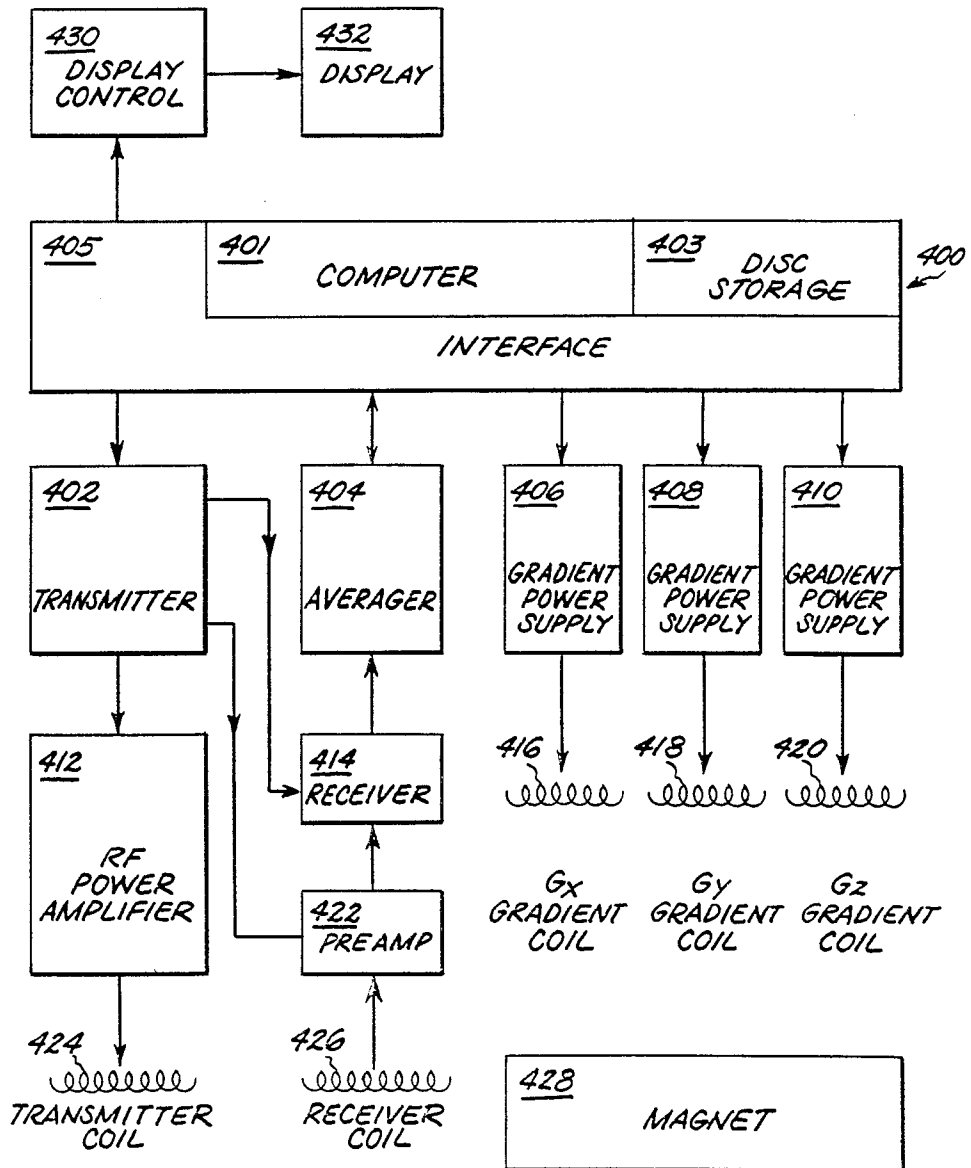 430
DISPLAY
CONTROL
432
DISPLAY
405
401
COMPUTER
403
DISC
STORAGE
400
INTERFACE
402
TRANSMITTER
404
AVERAGER
406
GRADIENT
POWER
SUPPLY
408
GRADIENT
POWER
SUPPLY
410
GRADIENT
POWER
SUPPLY
412
RF
POWER
AMPLIFIER
414
RECEIVER
416
418
420
422
PREAMP
GX
GRADIENT
COIL
GY
GRADIENT
COIL
GZ
GRADIENT
COIL
424
TRANSMITTER
COIL
426
RECEIVER
COIL
428
MAGNET